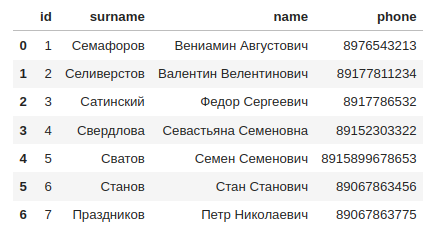 id surname name phone
0 1 Семафоров Вениамин Августович 8976543213
1 2 Селиверстов Валентин Велентинович 89177811234
2 3 Сатинский Федор Сергеевич 8917786532
3 4 Свердлова Севастьяна Семеновна 89152303322
4 5 Сватов Семен Семенович 8915899678653
5 6 Станов Стан Станович 89067863456
6 7 Праздников Петр Николаевич 89067863775